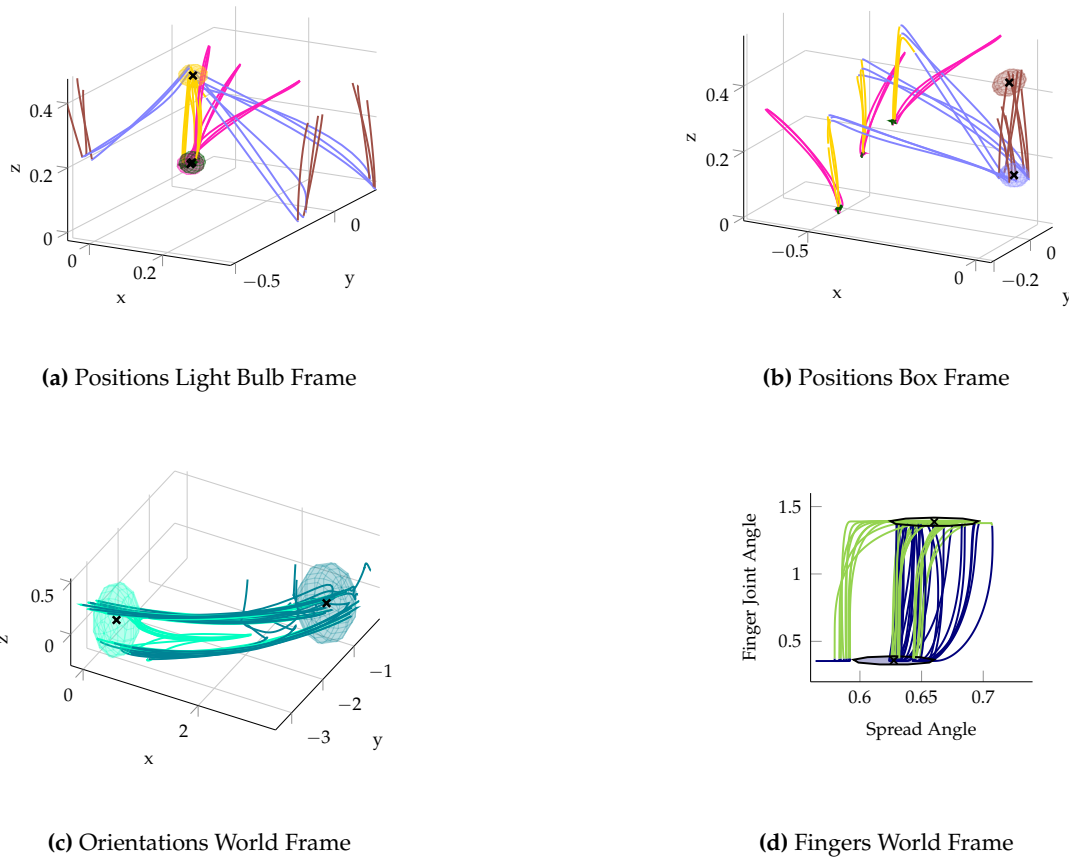 0.4
0.2
0
z
0
0.2
−0.5
0
x
y
(a) Positions Light Bulb Frame
0.4
0.2
0
z
−0.5
0
−0.2
0
x
y
(b) Positions Box Frame
0.5
0
z
0
2
−3
−2
−1
x
y
(c) Orientations World Frame
1.5
1
0.5
Finger Joint Angle
0.6 0.65 0.7
Spread Angle
(d) Fingers World Frame